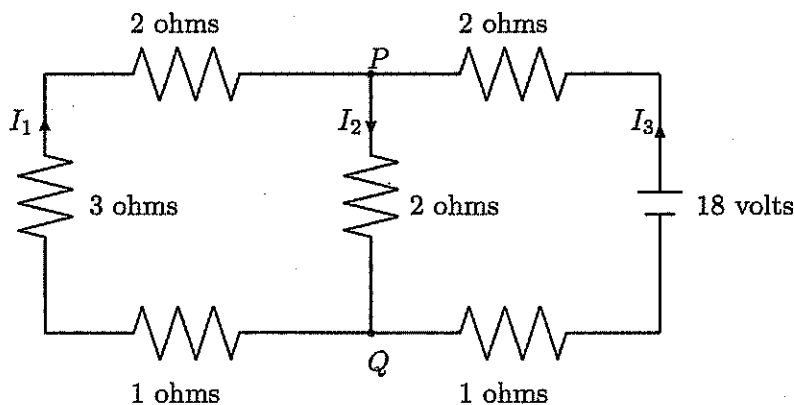 2 ohms
2 ohms
P
I₁
I₂
I₃
3 ohms
2 ohms
18 volts
Q
1 ohms
1 ohms